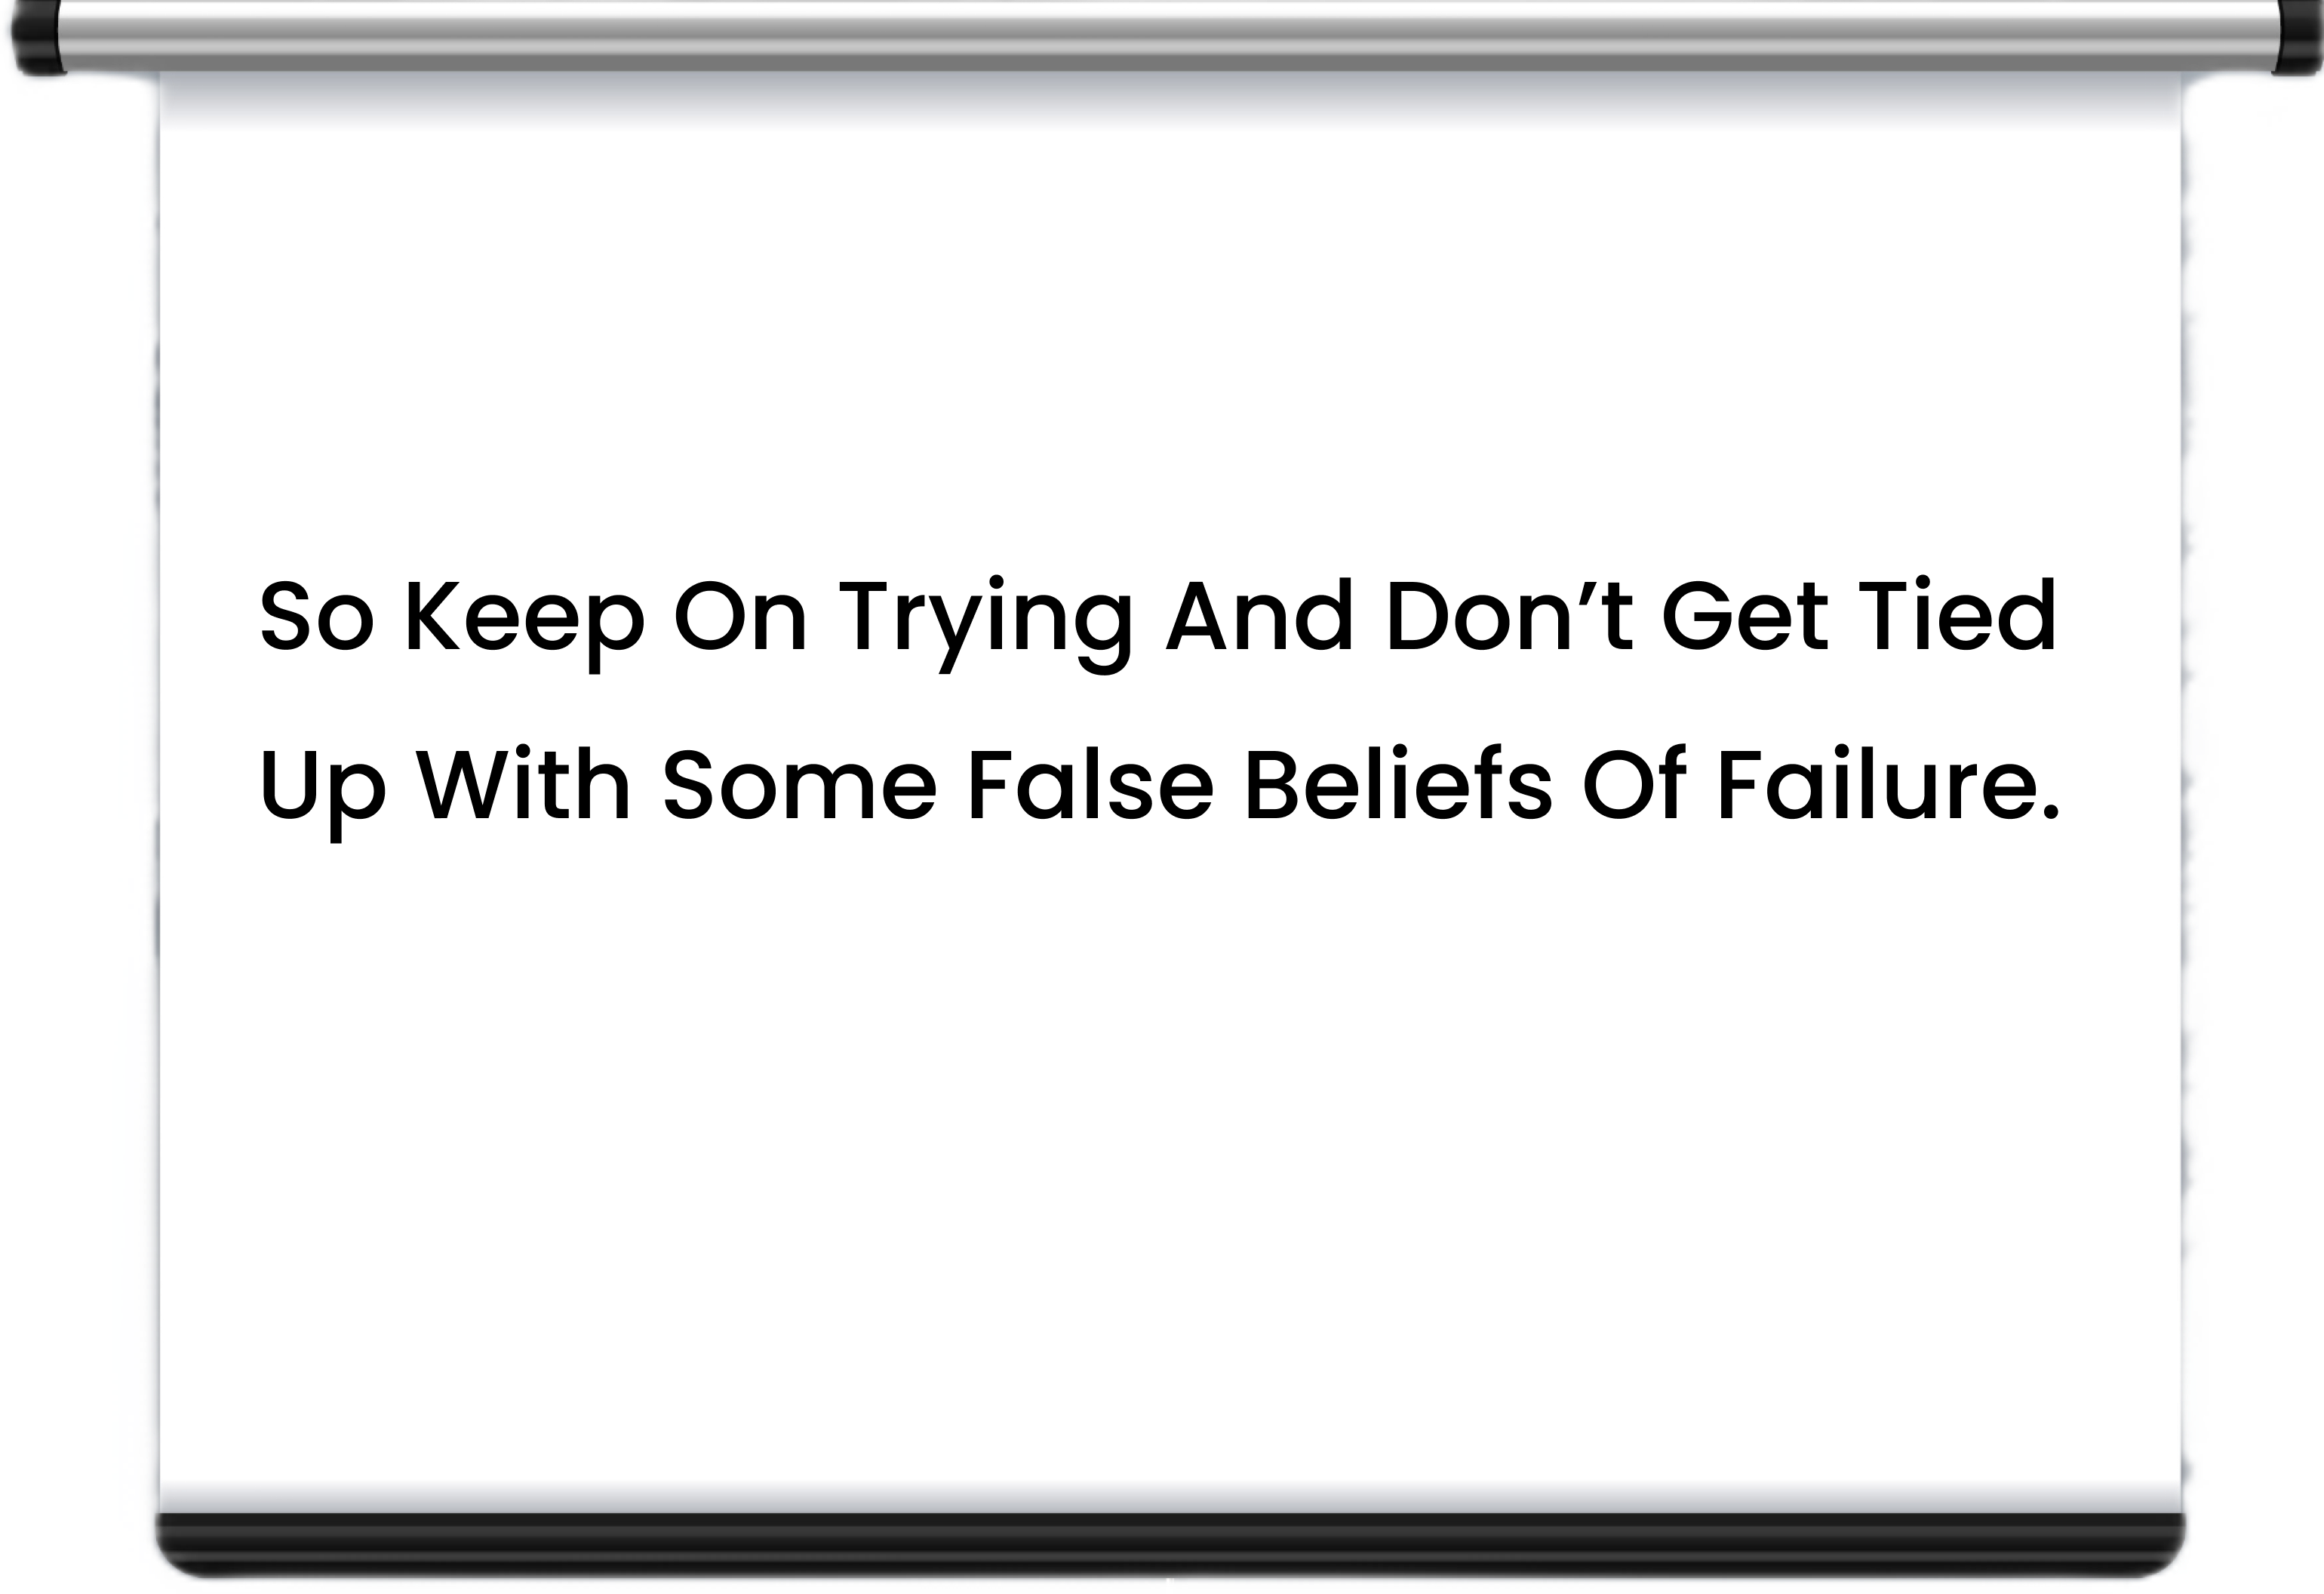 So Keep On Trying And Don’t Get Tied
Up With Some False Beliefs Of Failure.